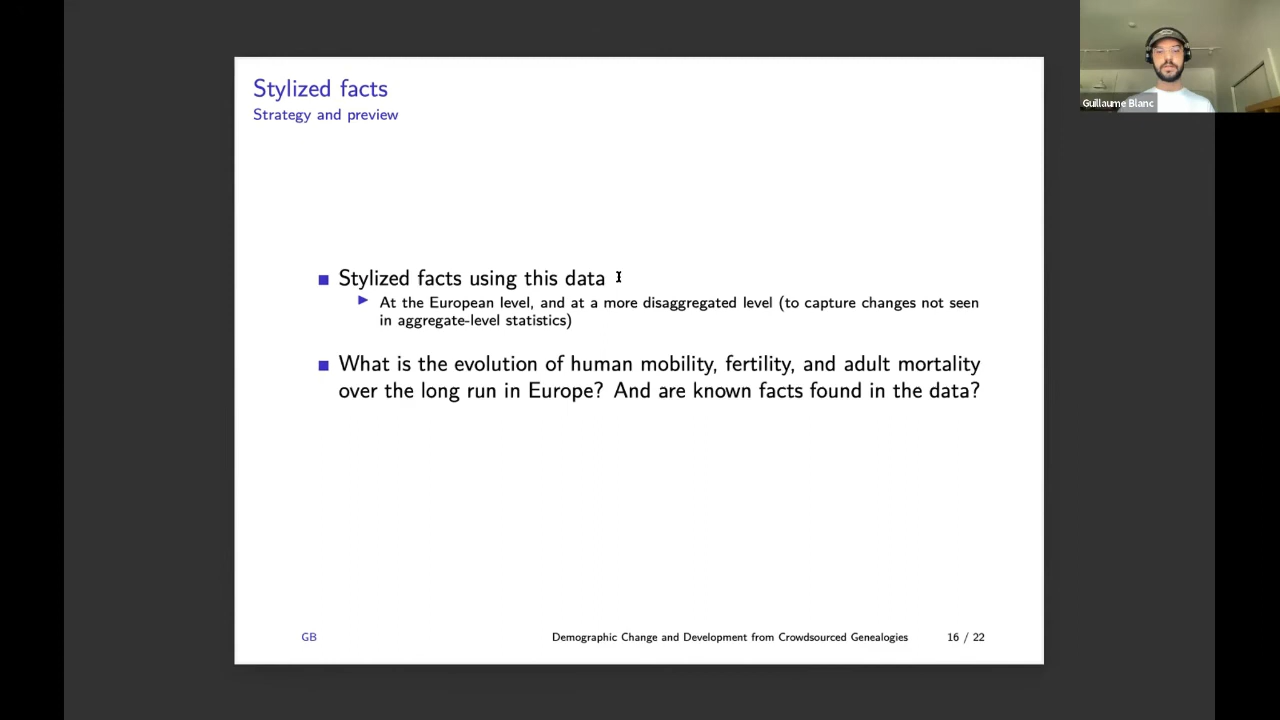 Stylized facts
Strategy and preview
Guillaume Blanc
Stylized facts using this data
At the European level, and at a more disaggregated level (to capture changes not seen
in aggregate-level statistics)
What is the evolution of human mobility, fertility, and adult mortality
over the long run in Europe? And are known facts found in the data?
GB
Demographic Change and Development from Crowdsourced Genealogies
16 / 22